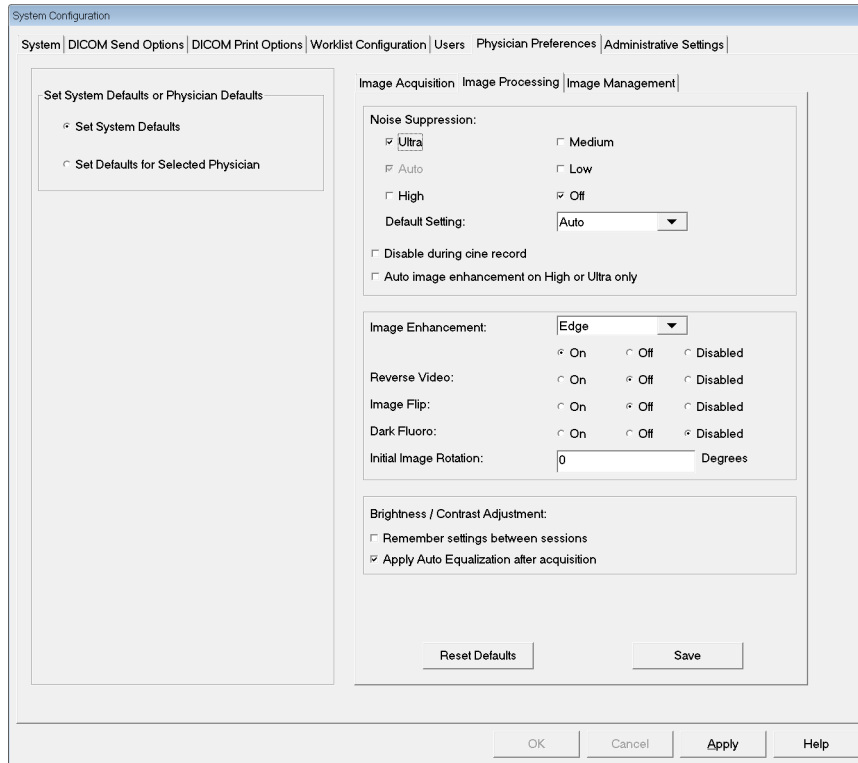 System Configuration
System DICOM Send Options DICOM Print Options Worklist Configuration Users Physician Preferences Administrative Settings
Set System Defaults or Physician Defaults
Set System Defaults
Set Defaults for Selected Physician
Image Acquisition Image Processing Image Management
Noise Suppression:
Ultra Medium
Auto Low
High Off
Default Setting: Auto
Disable during cine record
Auto image enhancement on High or Ultra only
Image Enhancement: Edge
On Off Disabled
Reverse Video: On Off Disabled
Image Flip: On Off Disabled
Dark Fluoro: On Off Disabled
Initial Image Rotation: 0 Degrees
Brightness / Contrast Adjustment:
Remember settings between sessions
Apply Auto Equalization after acquisition
Reset Defaults Save
OK Cancel Apply Help